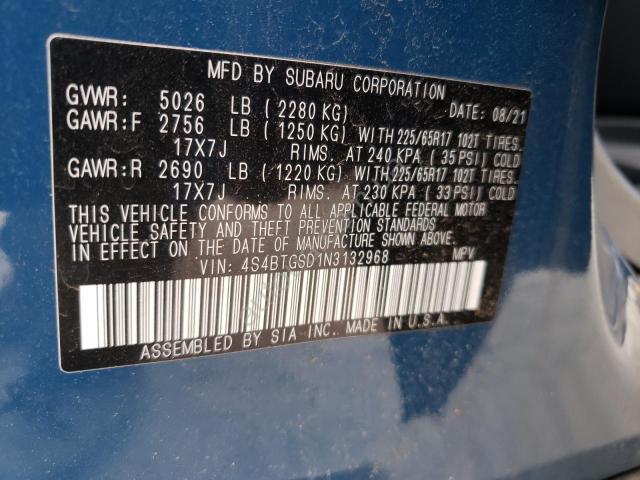 MFD BY SUBARU CORPORATION
GVWR: 5026 LB ( 2280 KG) DATE: 08/21
GAWR:F 2756 LB ( 1250 KG) WITH 225/65R17 102T TIRES.
17X7J RIMS. AT 240 KPA ( 35 PSI) COLD
GAWR:R 2690 LB ( 1220 KG) WITH 225/65R17 102T TIRES.
17X7J RIMS. AT 230 KPA ( 33 PSI) COLD
THIS VEHICLE CONFORMS TO ALL APPLICABLE FEDERAL MOTOR
VEHICLE SAFETY AND THEFT PREVENTION STANDARDS
IN EFFECT ON THE DATE OF MANUFACTURE SHOWN ABOVE.
VIN: 4S4BTGSD1N3132968 MPV
ASSEMBLED BY SIA INC. MADE IN U.S.A.